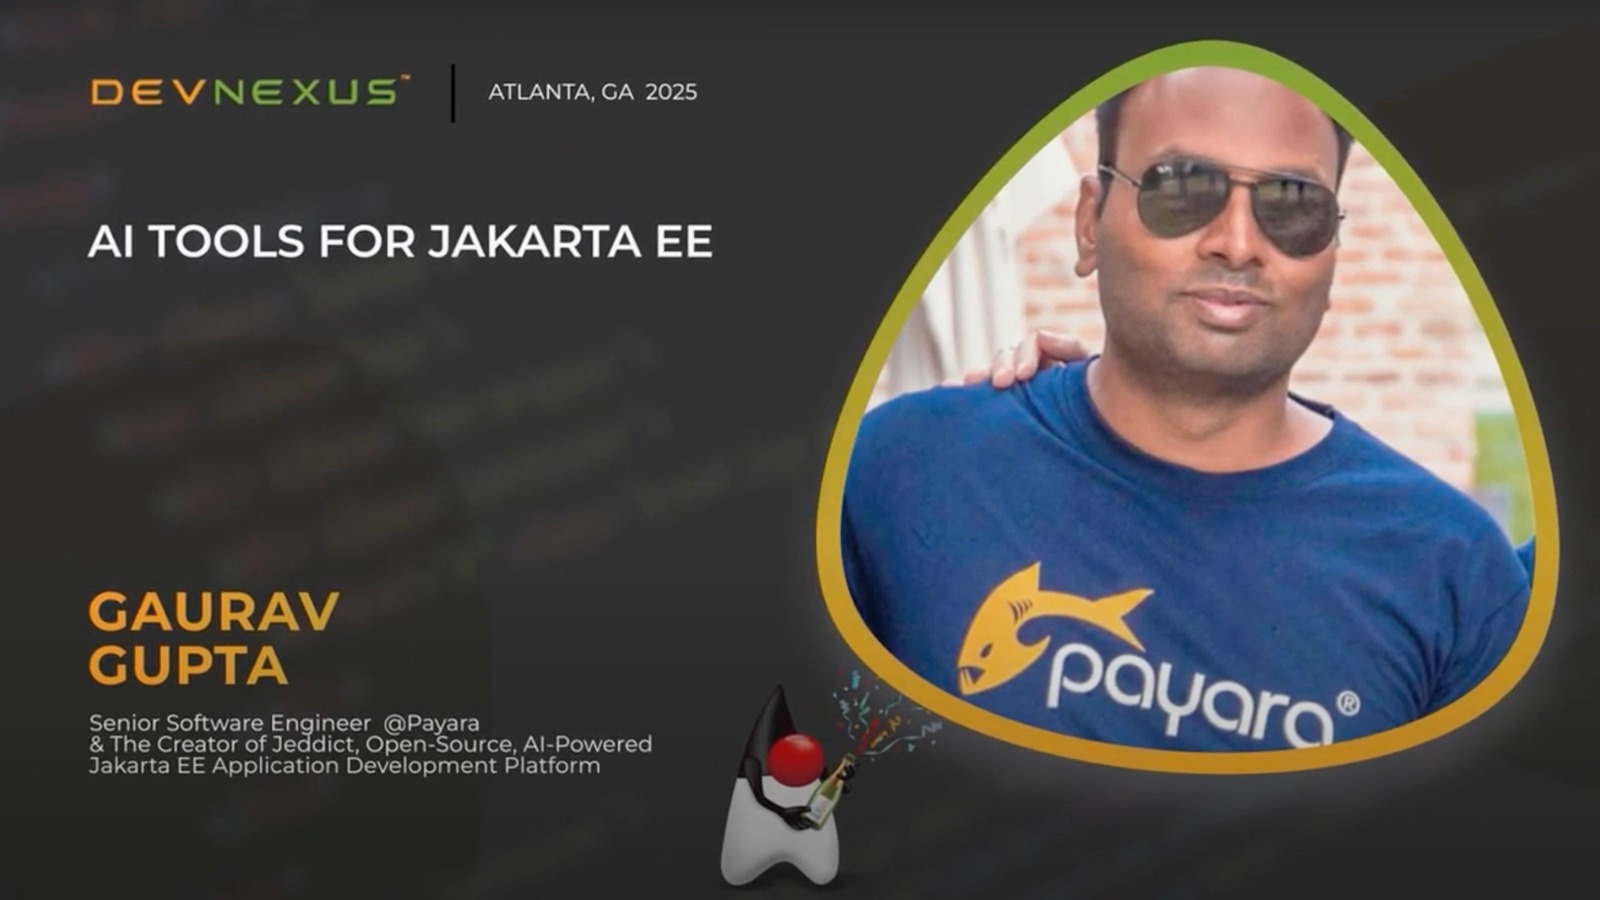 DEVNEXUS™
ATLANTA, GA 2025
AI TOOLS FOR JAKARTA EE
GAURAV
GUPTA
Senior Software Engineer @Payara
& The Creator of Jeddict, Open-Source, AI-Powered
Jakarta EE Application Development Platform
payara®